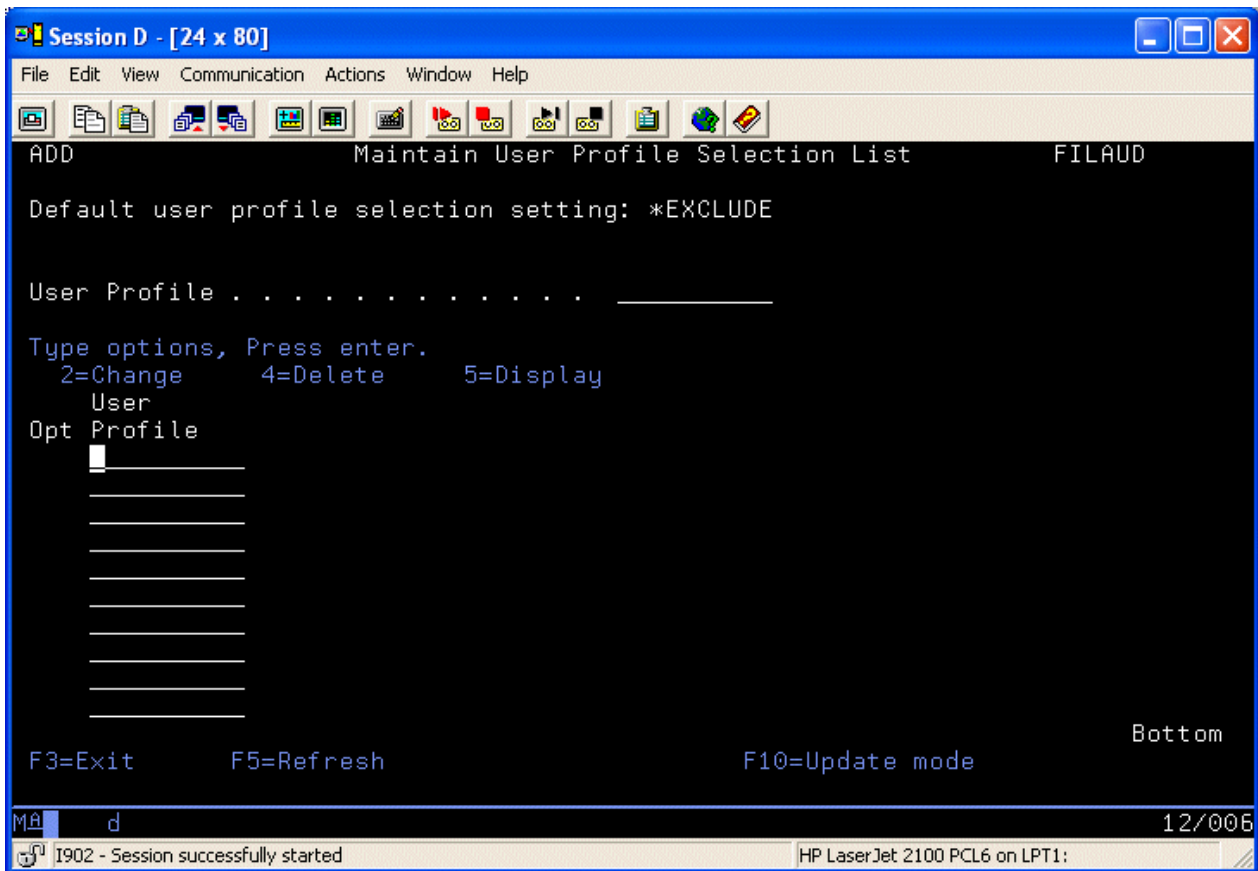 Session D - [24 x 80]
File Edit View Communication Actions Window Help
ADD Maintain User Profile Selection List FILAUD
Default user profile selection setting: *EXCLUDE
User Profile . . . . . . . . . . . . __________
Type options, Press enter.
2=Change 4=Delete 5=Display
User
Opt Profile
Bottom
F3=Exit F5=Refresh F10=Update mode
MA d 12/006
I902 - Session successfully started HP LaserJet 2100 PCL6 on LPT1: